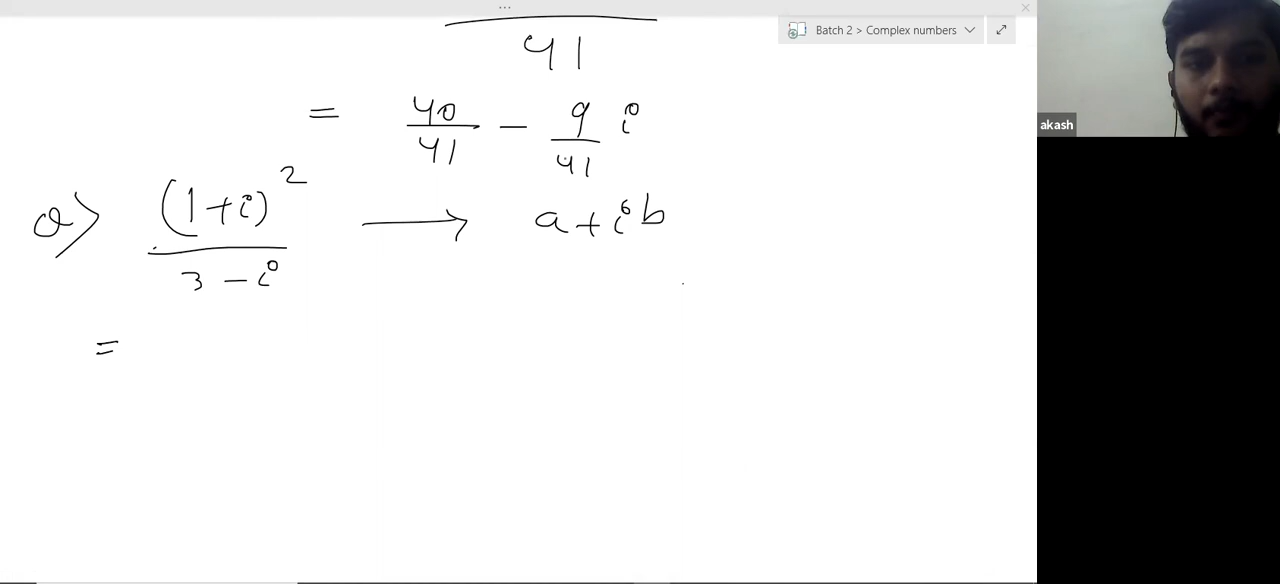 ...
Batch 2 > Complex numbers
akash
41
= 40/41 - 9/41 i
Q> (1+i)^2 / 3-i → a+ib
=